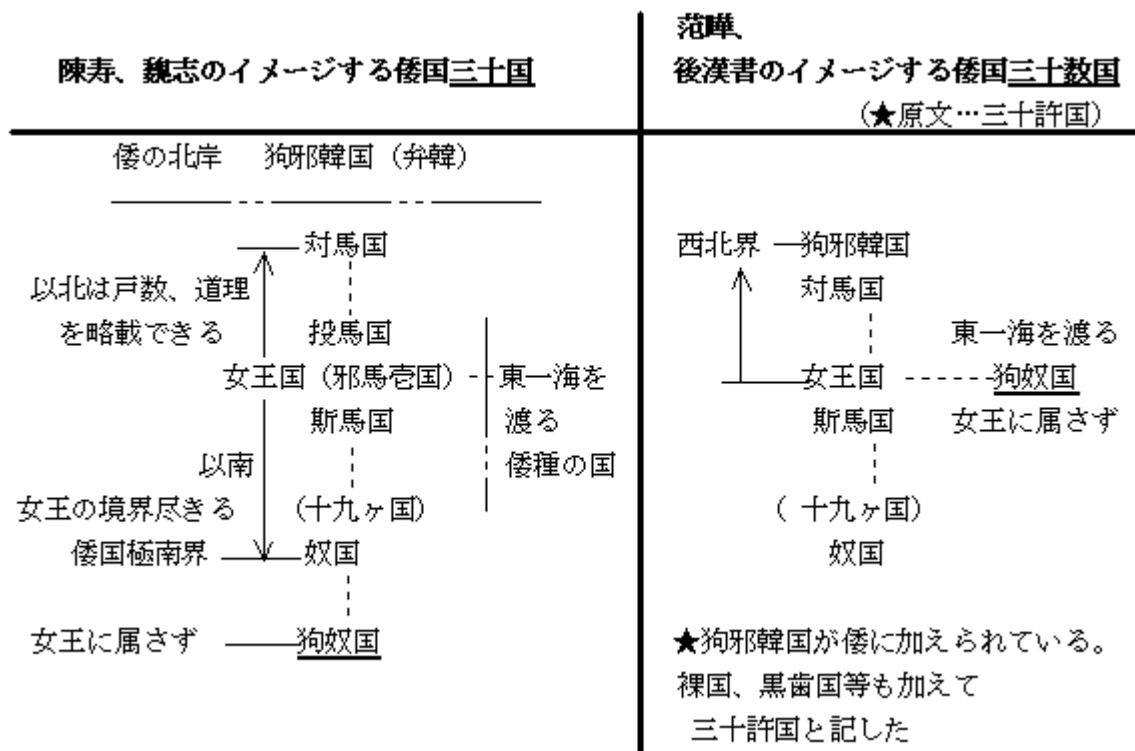 陳寿、魏志のイメージする倭国三十国
倭の北岸 狗邪韓国（弁韓）
対馬国
以北は戸数、道理
を略載できる
投馬国
女王国（邪馬壱国）
東一海を
渡る
倭種の国
斯馬国
以南
女王の境界尽きる
（十九ヶ国）
倭国極南界
奴国
女王に属さず
狗奴国
范曄、
後漢書のイメージする倭国三十数国
（★原文…三十許国）
西北界
狗邪韓国
対馬国
東一海を渡る
女王国
狗奴国
斯馬国
女王に属さず
（十九ヶ国）
奴国
★狗邪韓国が倭に加えられている。
裸国、黒歯国等も加えて
三十許国と記した